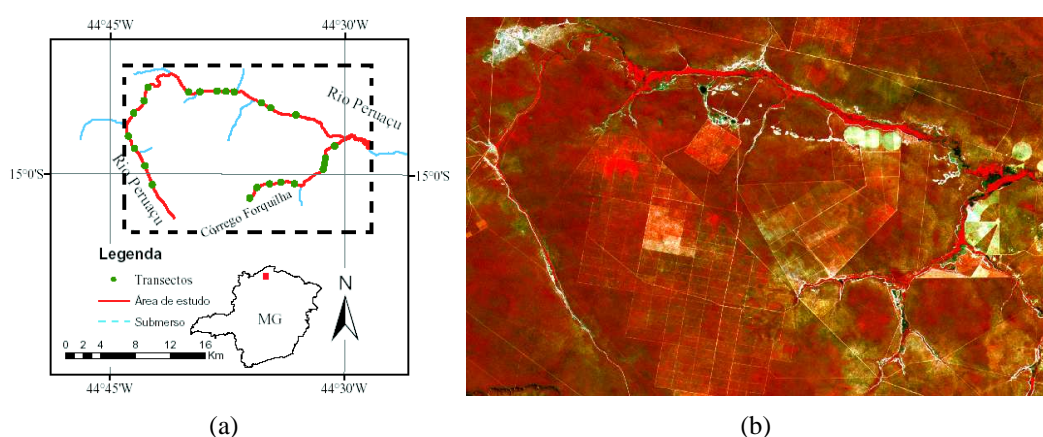 44°45'W
44°30'W
Rio Peruaçu
15°0'S
15°0'S
Rio Peruaçu
Córrego Forquilha
Legenda
Transectos
Área de estudo
Submerso
MG
N
0 2 4 8 12 16
Km
44°45'W
44°30'W
(a)
(b)